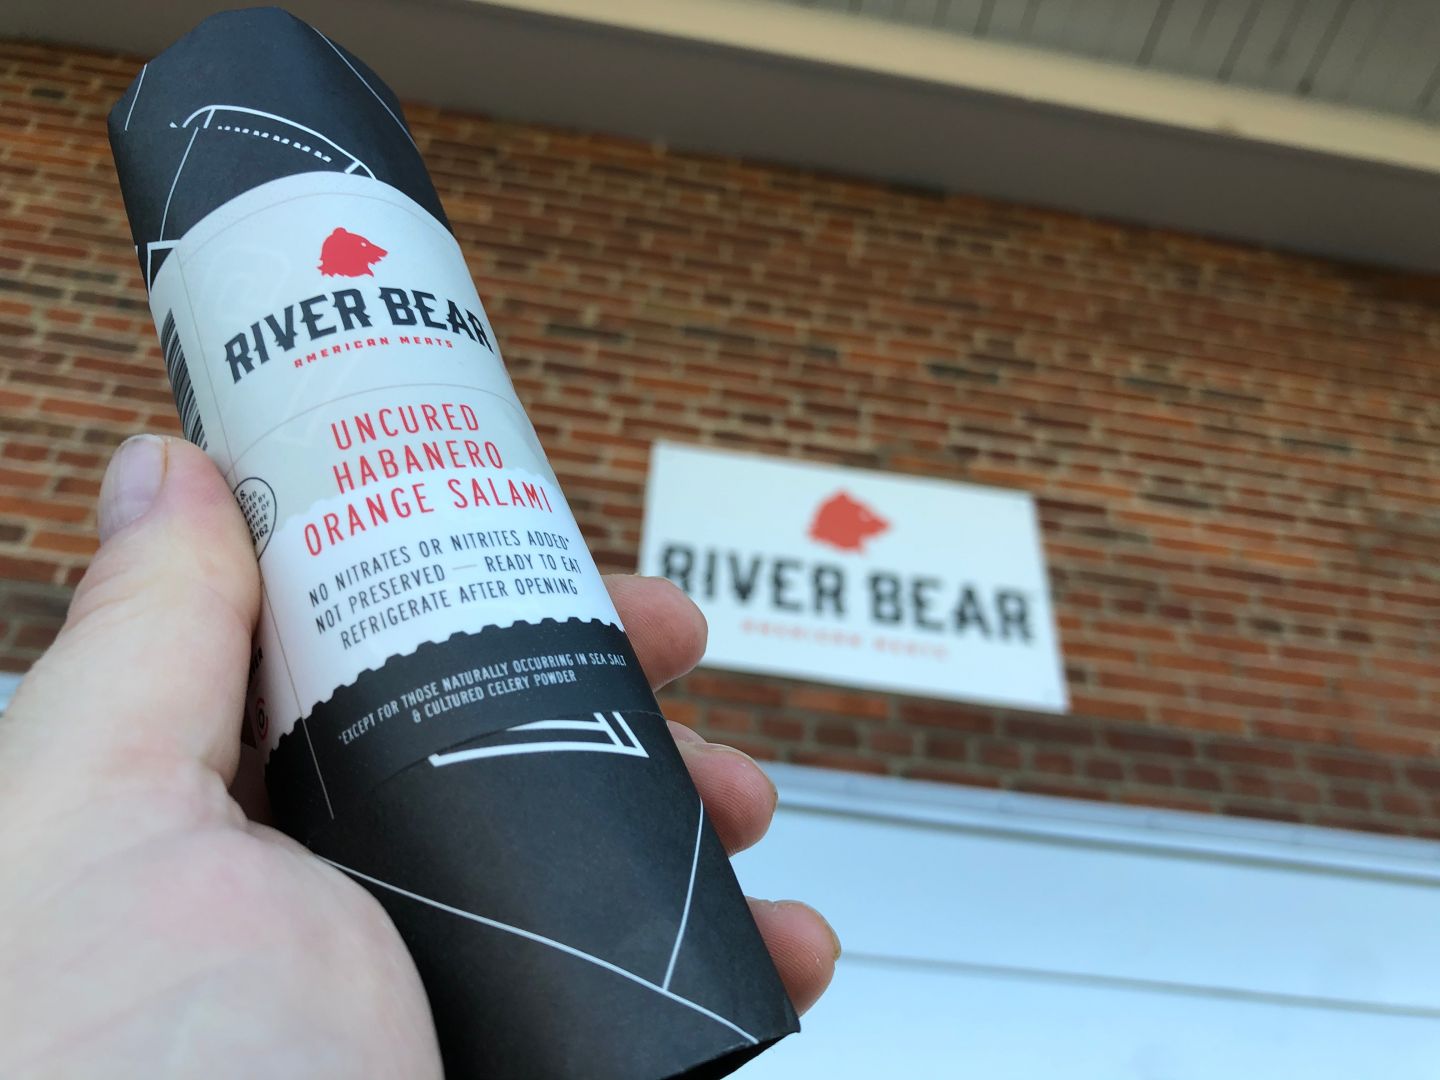 RIVER BEAR
AMERICAN MEATS
UNCURED
HABANERO
ORANGE SALAMI
NO NITRATES OR NITRITES ADDED*
NOT PRESERVED — READY TO EAT
REFRIGERATE AFTER OPENING
*EXCEPT FOR THOSE NATURALLY OCCURRING IN SEA SALT
& CULTURED CELERY POWDER
RIVER BEAR
AMERICAN MEATS